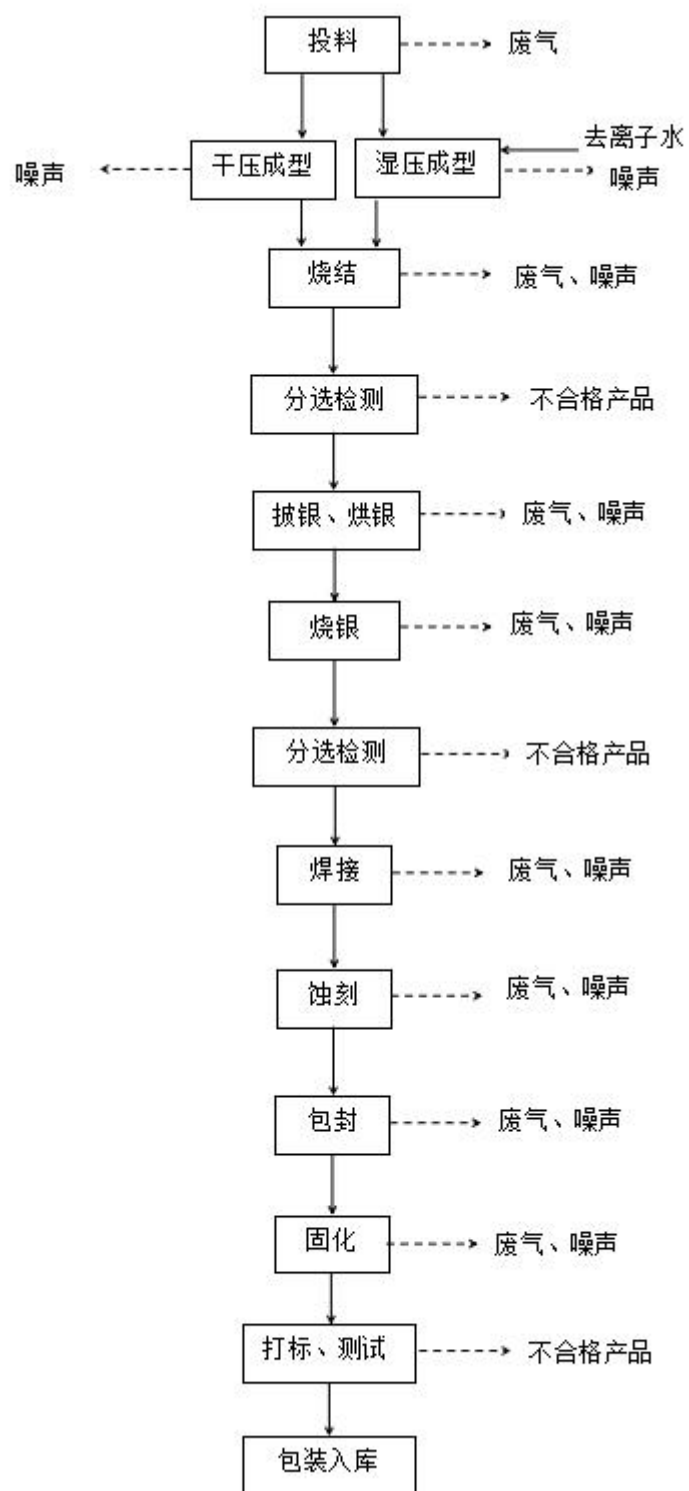 投料
废气
去离子水
噪声
干压成型
湿压成型
噪声
烧结
废气、噪声
分选检测
不合格产品
披银、烘银
废气、噪声
烧银
废气、噪声
分选检测
不合格产品
焊接
废气、噪声
蚀刻
废气、噪声
包封
废气、噪声
固化
废气、噪声
打标、测试
不合格产品
包装入库